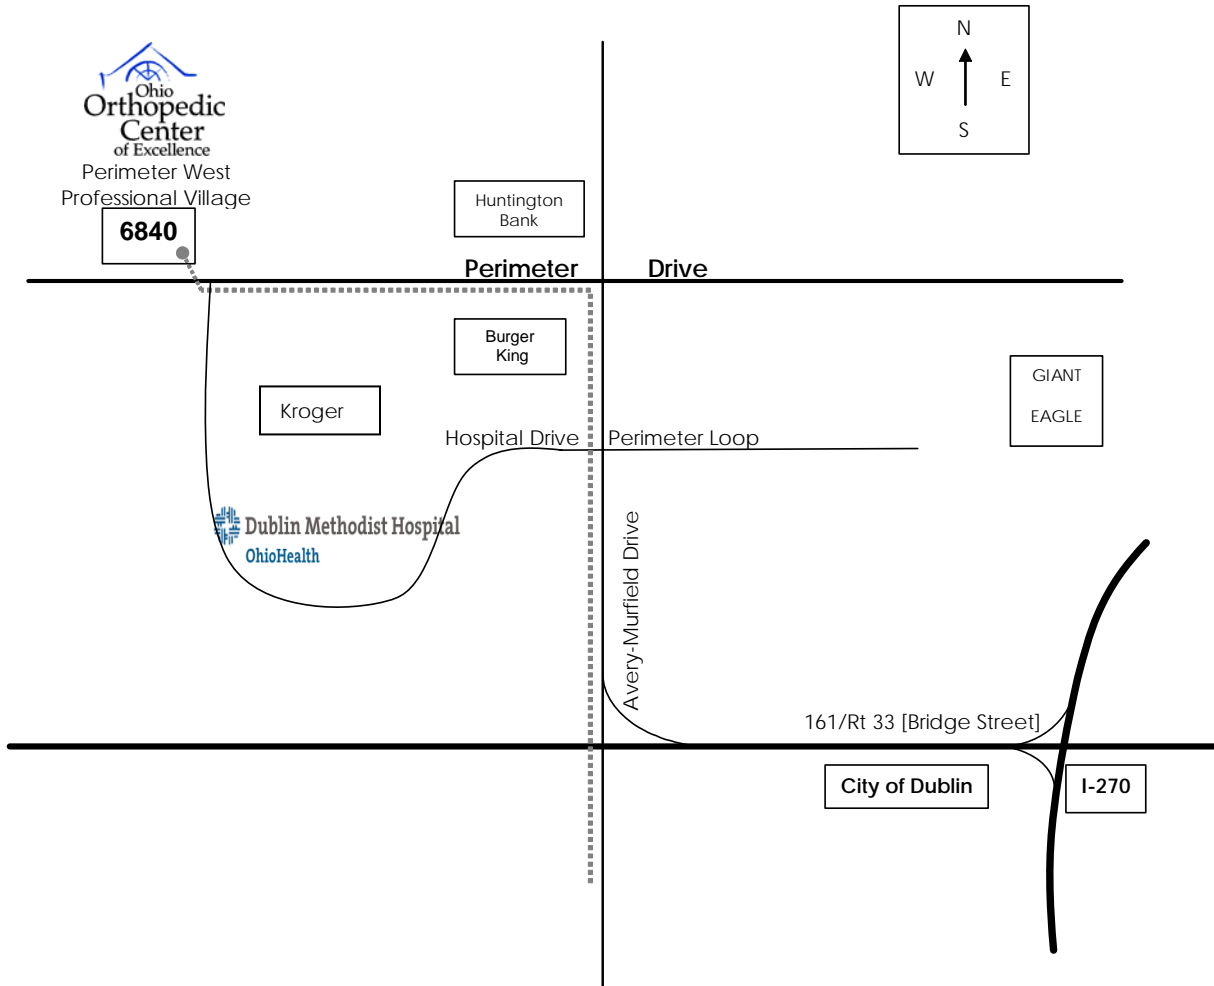 N
W E
S
Ohio
Orthopedic
Center
of Excellence
Perimeter West
Professional Village
6840
Huntington
Bank
Perimeter Drive
Burger
King
GIANT
EAGLE
Kroger
Hospital Drive Perimeter Loop
Dublin Methodist Hospital
OhioHealth
Avery-Murfield Drive
161/Rt 33 [Bridge Street]
City of Dublin
I-270